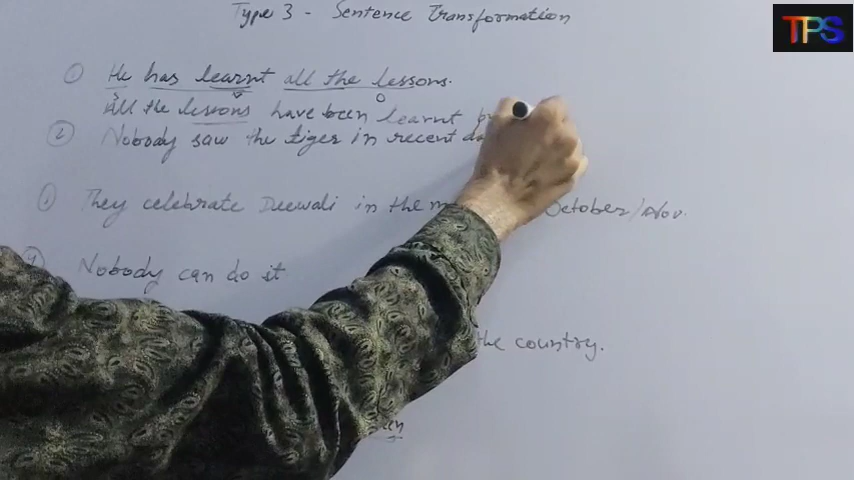 TPS
Type 3 - Sentence Transformation
① He has learnt all the lessons.
S V O
All the lessons have been learnt
② Nobody saw the tiger in recent
③ They celebrate Deewali in the October/Nov.
④ Nobody can do it
the country.